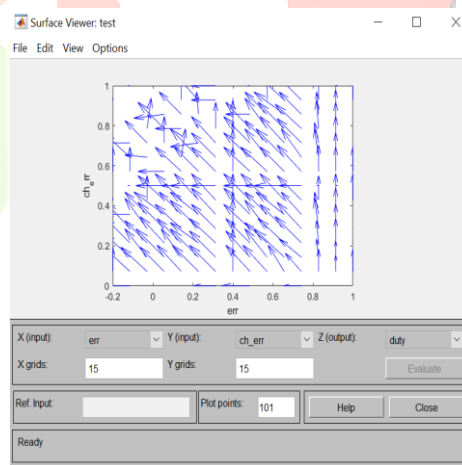 Surface Viewer: test
File Edit View Options
1
0.8
0.6
0.4
0.2
0
ch_err
-0.2 0 0.2 0.4 0.6 0.8 1
err
X (input): err Y (input): ch_err Z (output): duty
X grids: 15 Y grids: 15 Evaluate
Ref. Input: Plot points: 101 Help Close
Ready